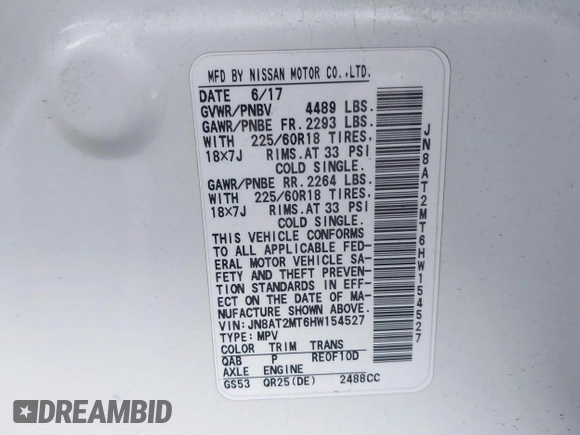 MFD BY NISSAN MOTOR CO.,LTD.
DATE 6/17
GVWR/PNBV 4489 LBS.
GAWR/PNBE FR. 2293 LBS.
WITH 225/60R18 TIRES.
18×7J RIMS.AT 33 PSI
COLD SINGLE.
GAWR/PNBE RR. 2264 LBS.
WITH 225/60R18 TIRES.
18×7J RIMS.AT 33 PSI
COLD SINGLE.
THIS VEHICLE CONFORMS
TO ALL APPLICABLE FED-
ERAL MOTOR VEHICLE SA-
FETY AND THEFT PREVEN-
TION STANDARDS IN EFF-
ECT ON THE DATE OF MA-
NUFACTURE SHOWN ABOVE.
VIN: JN8AT2MT6HW154527
TYPE: MPV
COLOR TRIM TRANS
QAB P RE0F10D
AXLE ENGINE
GS53 QR25(DE) 2488CC
JN8AT2MT6HW154527
DREAMBID